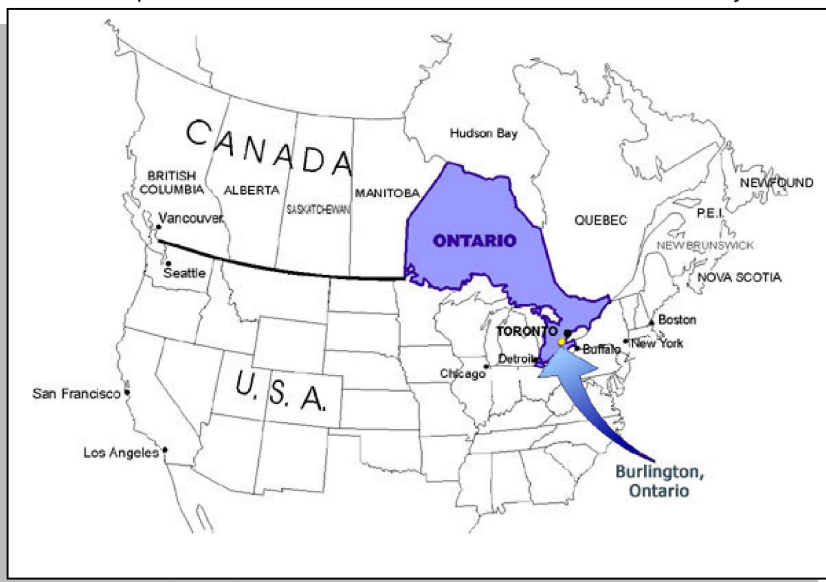 CANADA
Hudson Bay
BRITISH
COLUMBIA
ALBERTA
SASKATCHEWAN
MANITOBA
ONTARIO
QUEBEC
NEWFOUND
P.E.I.
NEW BRUNSWICK
NOVA SCOTIA
Vancouver
Seattle
TORONTO
Boston
Detroit
Buffalo
New York
Chicago
U.S.A.
San Francisco
Los Angeles
Burlington,
Ontario